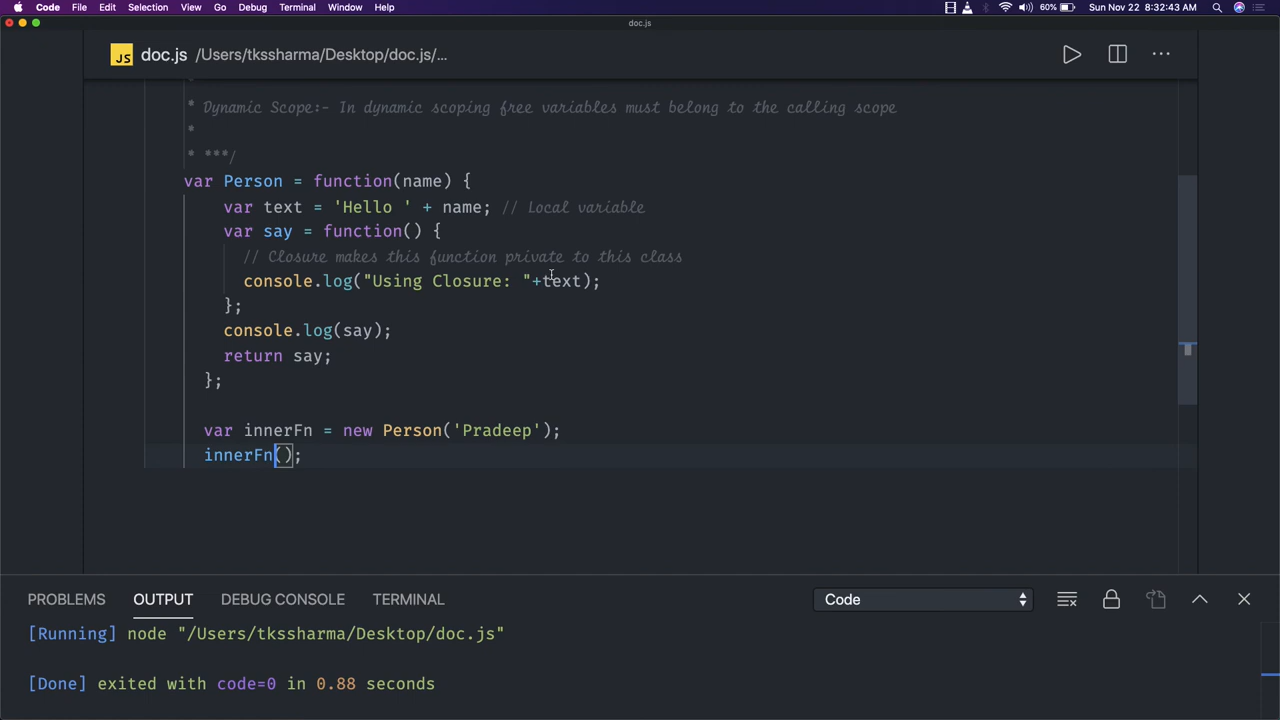 Code File Edit Selection View Go Debug Terminal Window Help 60% Sun Nov 22 8:32:43 AM
doc.js
JS doc.js /Users/tkssharma/Desktop/doc.js/...
* Dynamic Scope:- In dynamic scoping free variables must belong to the calling scope
*
* ***/
var Person = function(name) {
var text = 'Hello ' + name; // Local variable
var say = function() {
// Closure makes this function private to this class
console.log("Using Closure: "+text);
};
console.log(say);
return say;
};
var innerFn = new Person('Pradeep');
innerFn();
PROBLEMS OUTPUT DEBUG CONSOLE TERMINAL Code
[Running] node "/Users/tkssharma/Desktop/doc.js"
[Done] exited with code=0 in 0.88 seconds